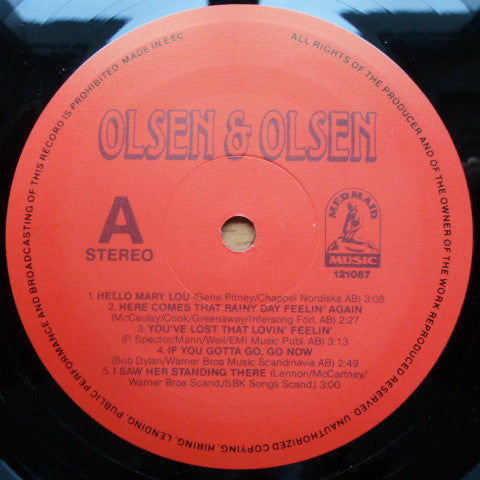 ALL RIGHTS OF THE PRODUCER AND OF THE OWNER OF THE WORK REPRODUCED RESERVED. UNAUTHORIZED COPYING, HIRING, LENDING, PUBLIC PERFORMANCE AND BROADCASTING OF THIS RECORD IS PROHIBITED. MADE IN EEC
OLSEN & OLSEN
A
STEREO
MERMAID
MUSIC
121087
1. HELLO MARY LOU (Gene Pitney/Chappel Nordiska AB) 3:08
2. HERE COMES THAT RAINY DAY FEELIN' AGAIN
(McCaulay/Cook/Greenaway/Intersong Förl. AB) 2:27
3. YOU'VE LOST THAT LOVIN' FEELIN'
(P. Spector/Mann/Weil/EMI Music Publ. AB) 3:13
4. IF YOU GOTTA GO, GO NOW
(Bob Dylan/Warner Bros Music Scandinavia AB) 2:49
5. I SAW HER STANDING THERE (Lennon/McCartney/
Warner Bros Scand./SBK Songs Scand.) 3:00